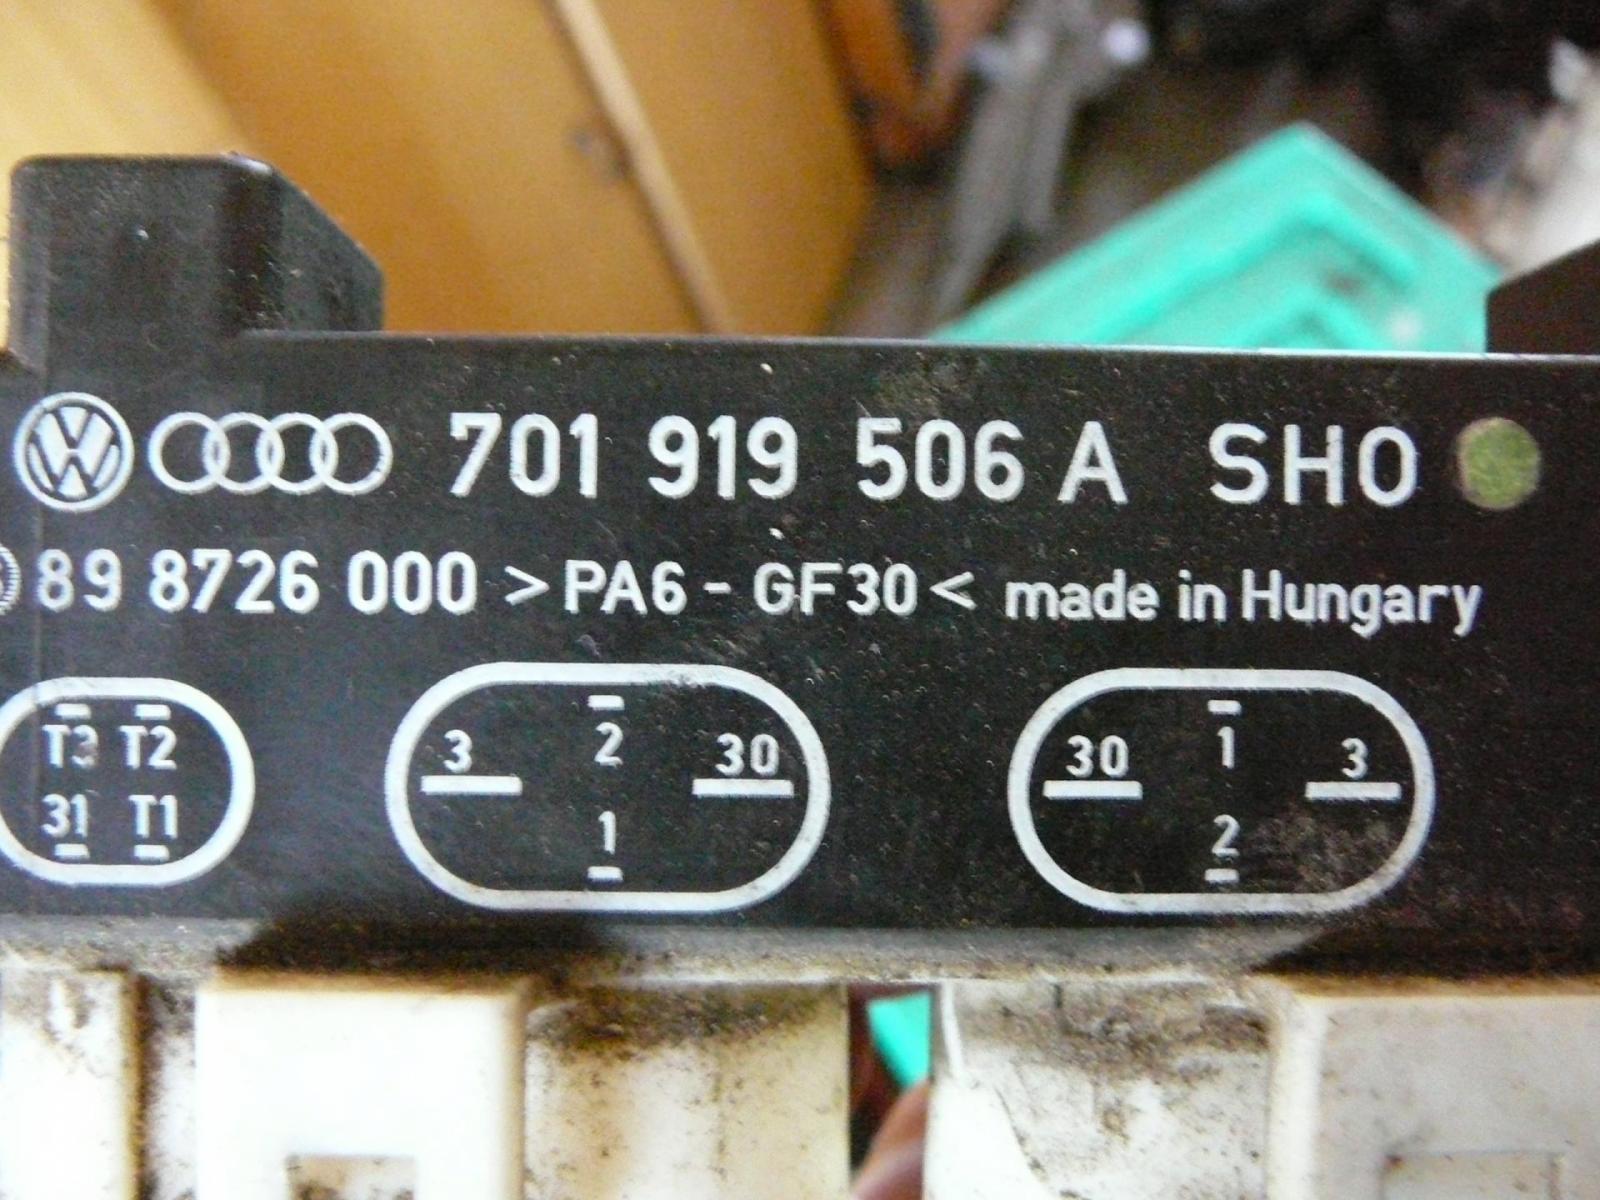 701 919 506 A SHO
89 8726 000 >PA6-GF30< made in Hungary
T3 T2
31 T1
3 2 30
1
30 1 3
2